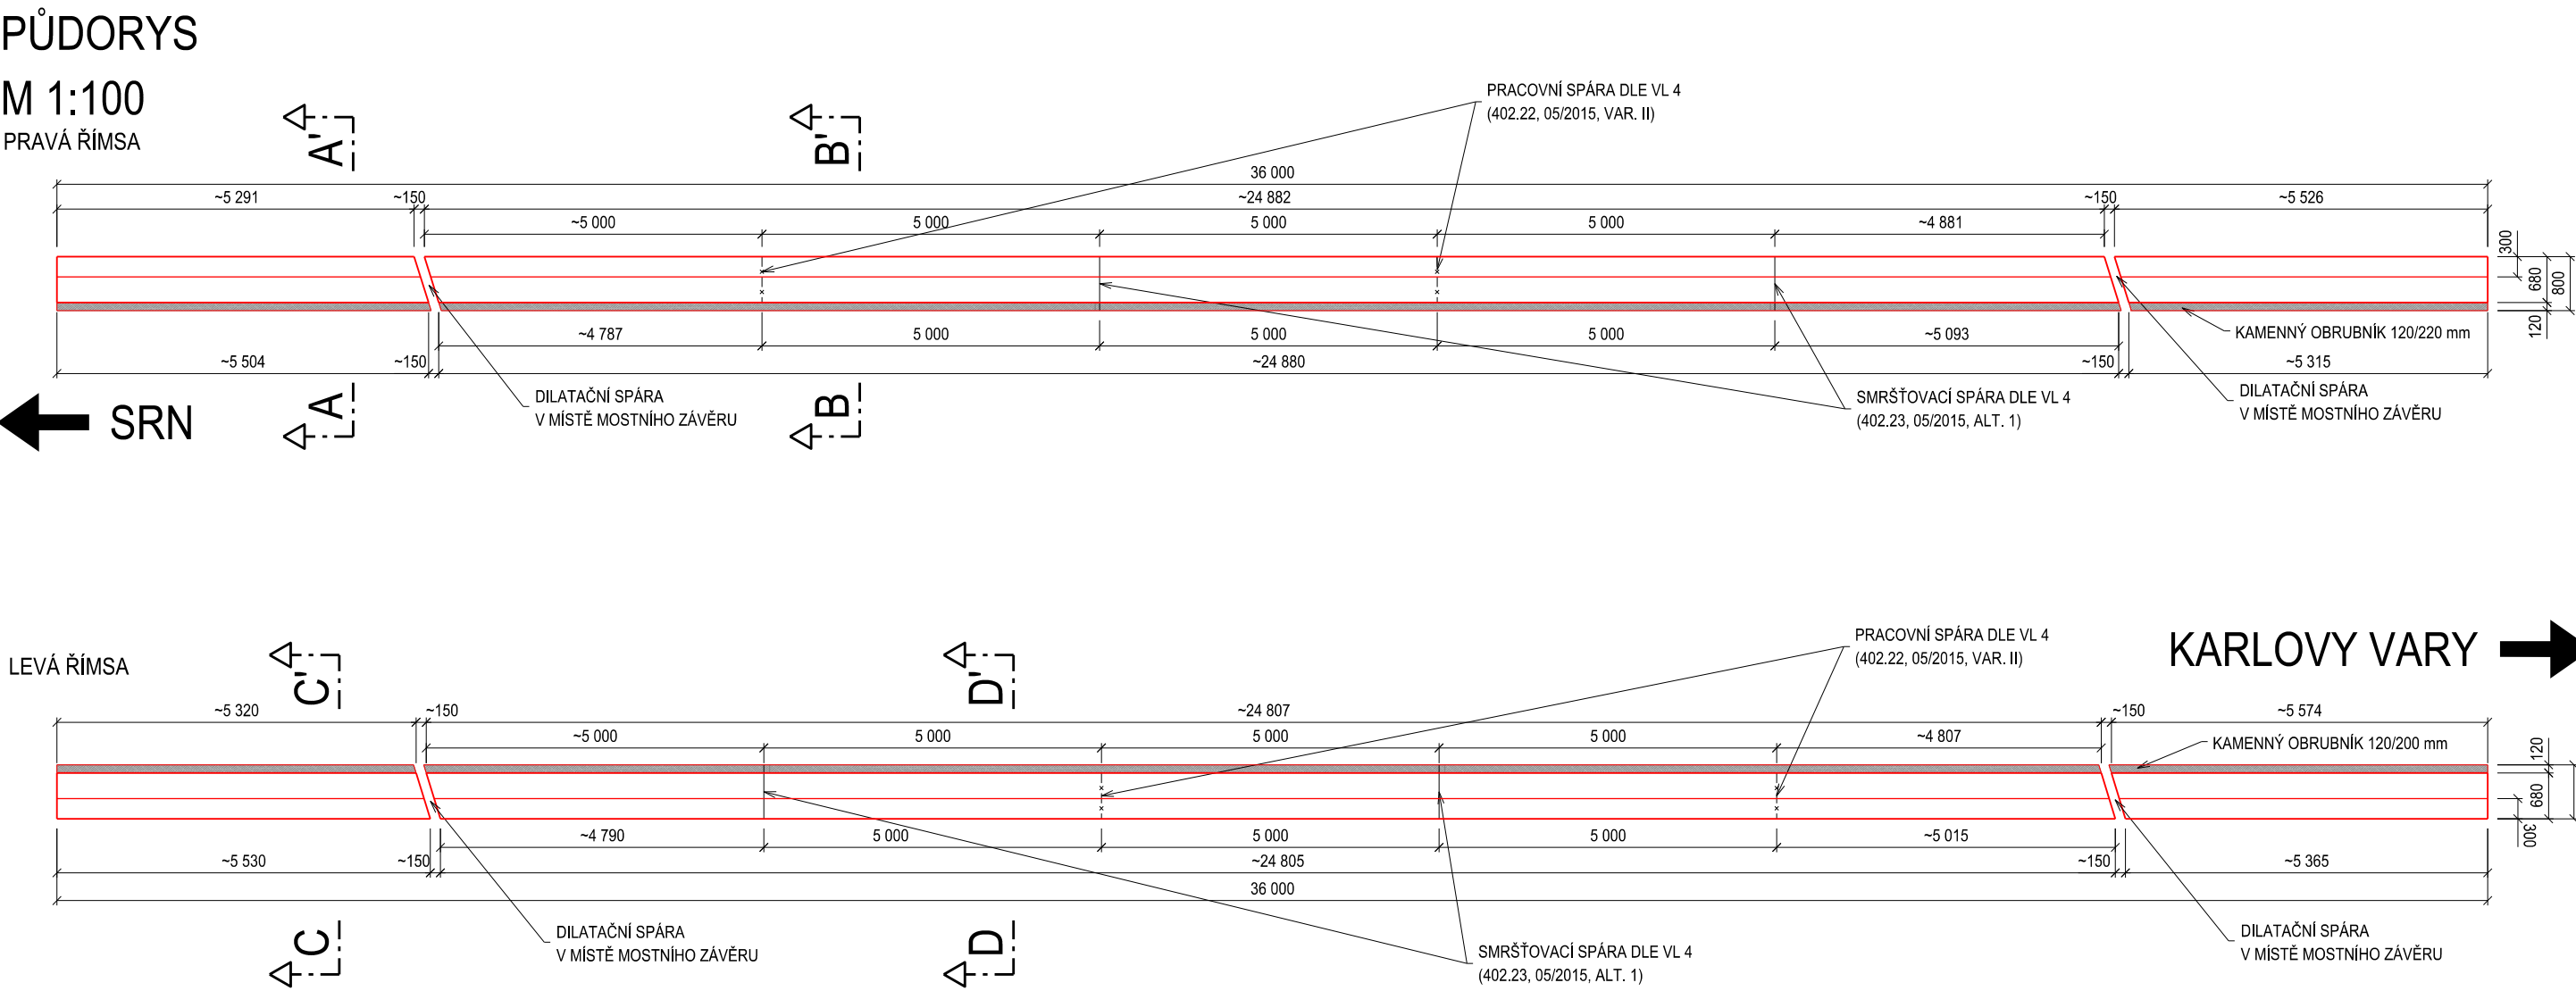 PŮDORYS
M 1:100
PRAVÁ ŘÍMSA
A'
B'
PRACOVNÍ SPÁRA DLE VL 4
(402.22, 05/2015, VAR. II)
36 000
~5 291
~150
~24 882
~150
~5 526
~5 000
5 000
5 000
5 000
~4 881
300
680
800
120
KAMENNÝ OBRUBNÍK 120/220 mm
~4 787
5 000
5 000
5 000
~5 093
~5 504
~150
~24 880
~150
~5 315
SRN
A
DILATAČNÍ SPÁRA
V MÍSTĚ MOSTNÍHO ZÁVĚRU
B
SMRŠŤOVACÍ SPÁRA DLE VL 4
(402.23, 05/2015, ALT. 1)
DILATAČNÍ SPÁRA
V MÍSTĚ MOSTNÍHO ZÁVĚRU
LEVÁ ŘÍMSA
C'
D'
PRACOVNÍ SPÁRA DLE VL 4
(402.22, 05/2015, VAR. II)
KARLOVY VARY
~5 320
~150
~24 807
~150
~5 574
~5 000
5 000
5 000
5 000
~4 807
KAMENNÝ OBRUBNÍK 120/200 mm
120
680
300
~4 790
5 000
5 000
5 000
~5 015
~5 530
~150
~24 805
~150
~5 365
36 000
C
DILATAČNÍ SPÁRA
V MÍSTĚ MOSTNÍHO ZÁVĚRU
D
SMRŠŤOVACÍ SPÁRA DLE VL 4
(402.23, 05/2015, ALT. 1)
DILATAČNÍ SPÁRA
V MÍSTĚ MOSTNÍHO ZÁVĚRU